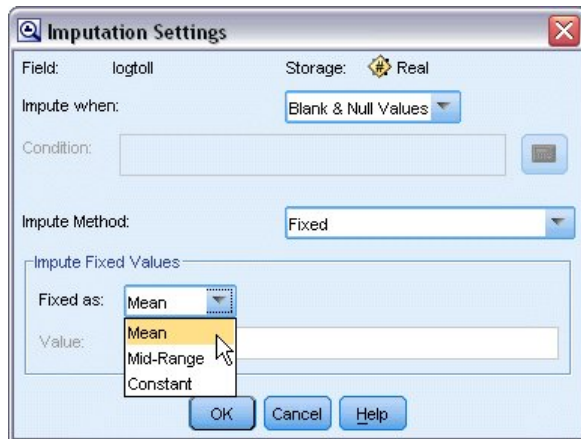 Imputation Settings
Field: logtoll Storage: Real
Impute when: Blank & Null Values
Condition:
Impute Method: Fixed
Impute Fixed Values
Fixed as: Mean
Value:
Mean
Mid-Range
Constant
OK Cancel Help